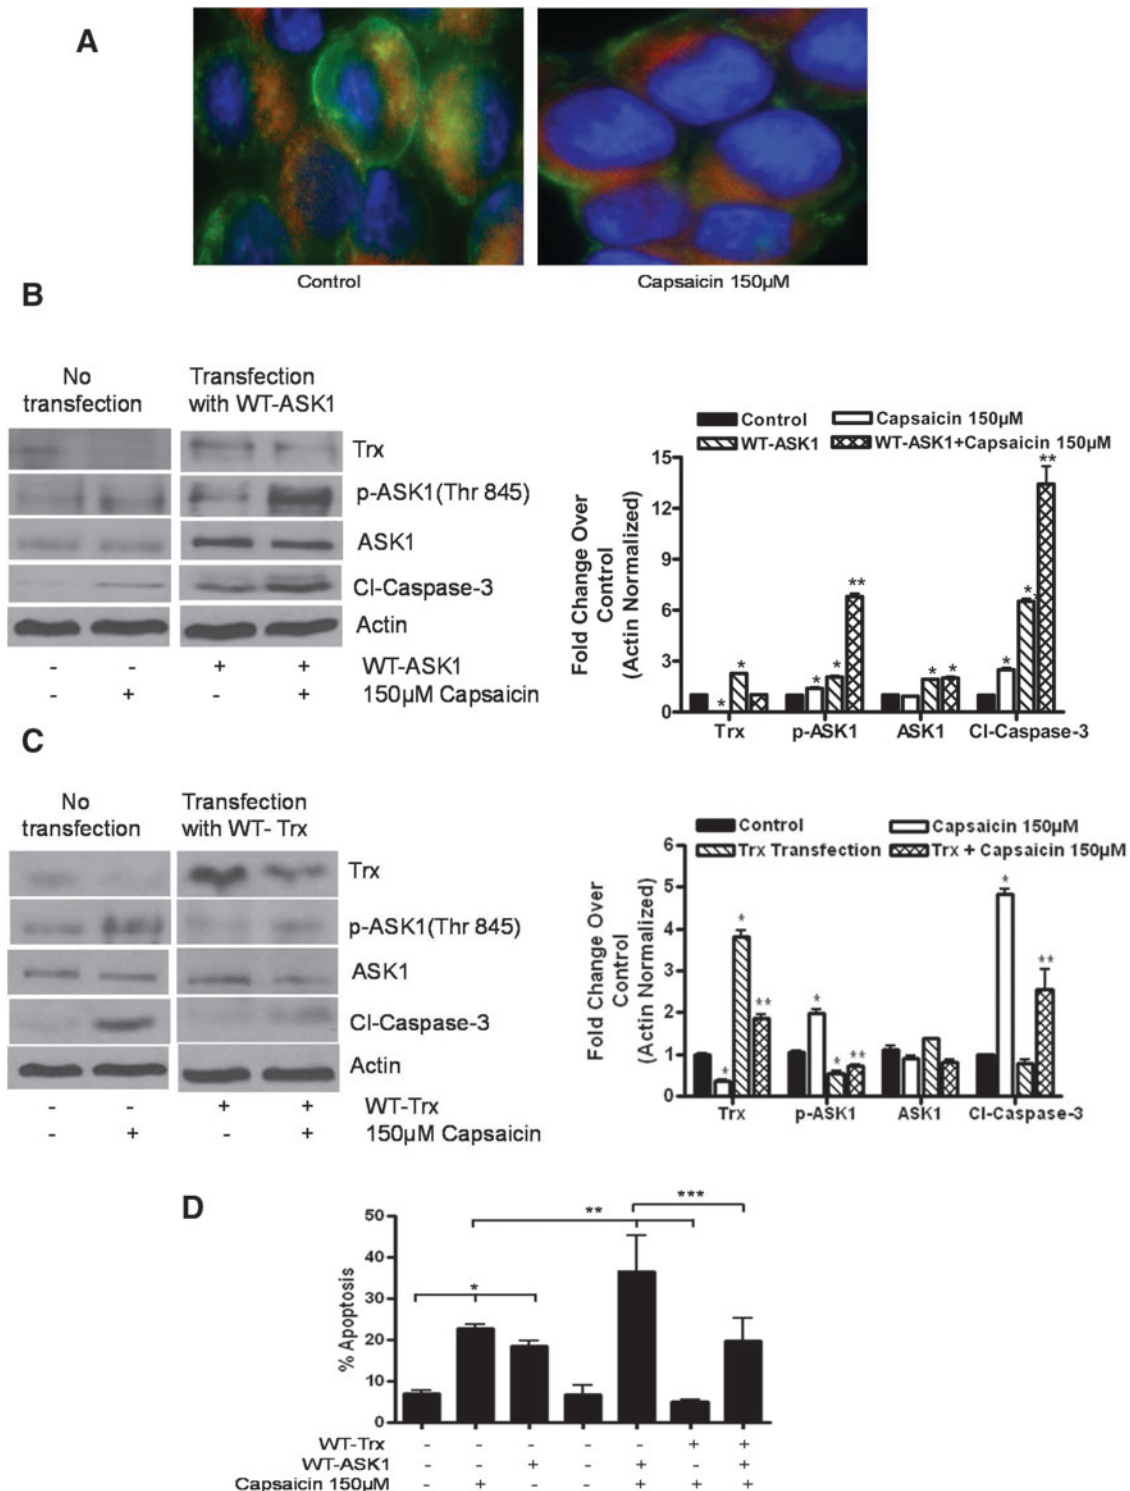 A
Control
Capsaicin 150µM
B
No
transfection
Transfection
with WT-ASK1
Trx
p-ASK1(Thr 845)
ASK1
Cl-Caspase-3
Actin
- - + + WT-ASK1
- + - + 150µM Capsaicin
Control
Capsaicin 150µM
WT-ASK1
WT-ASK1+Capsaicin 150µM
Fold Change Over
Control
(Actin Normalized)
15
12
9
6
3
0
* *
* * **
* *
* * **
Trx p-ASK1 ASK1 Cl-Caspase-3
C
No
transfection
Transfection
with WT- Trx
Trx
p-ASK1(Thr 845)
ASK1
Cl-Caspase-3
Actin
- - + + WT-Trx
- + - + 150µM Capsaicin
Control
Capsaicin 150µM
Trx Transfection
Trx + Capsaicin 150µM
Fold Change Over
Control
(Actin Normalized)
6
5
4
3
2
1
0
* * **
* * **
* **
Trx p-ASK1 ASK1 Cl-Caspase-3
D
% Apoptosis
50
40
30
20
10
0
*
**
***
WT-Trx - - - - - + +
WT-ASK1 - - + - + - +
Capsaicin 150µM - + - - + + +